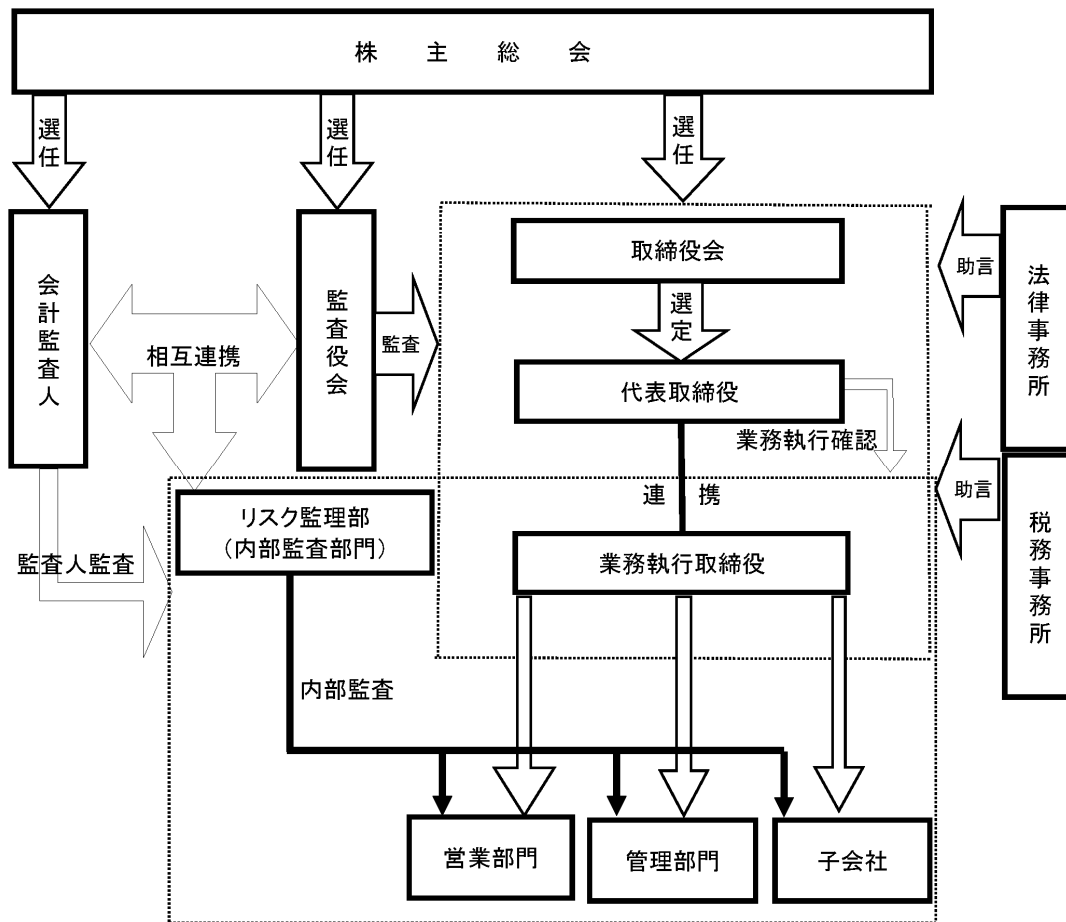 株主総会
選任
選任
選任
会計監査人
監査役会
取締役会
法律事務所
助言
選定
相互連携
監査
代表取締役
業務執行確認
連携
助言
税務事務所
リスク監理部
（内部監査部門）
業務執行取締役
監査人監査
内部監査
営業部門
管理部門
子会社